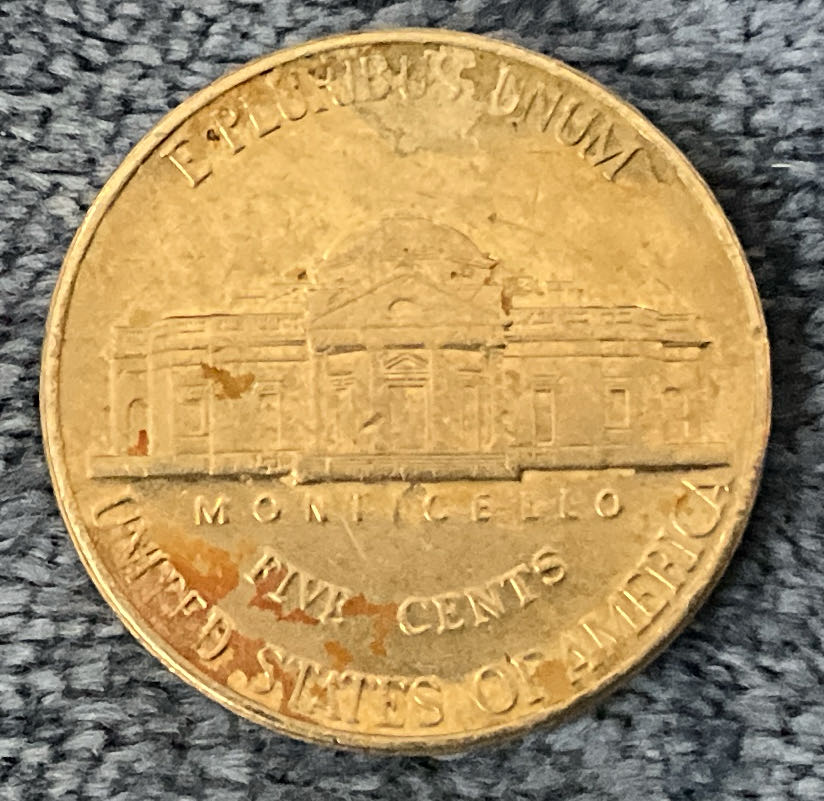 E PLURIBUS UNUM
MONTICELLO
FIVE CENTS
UNITED STATES OF AMERICA